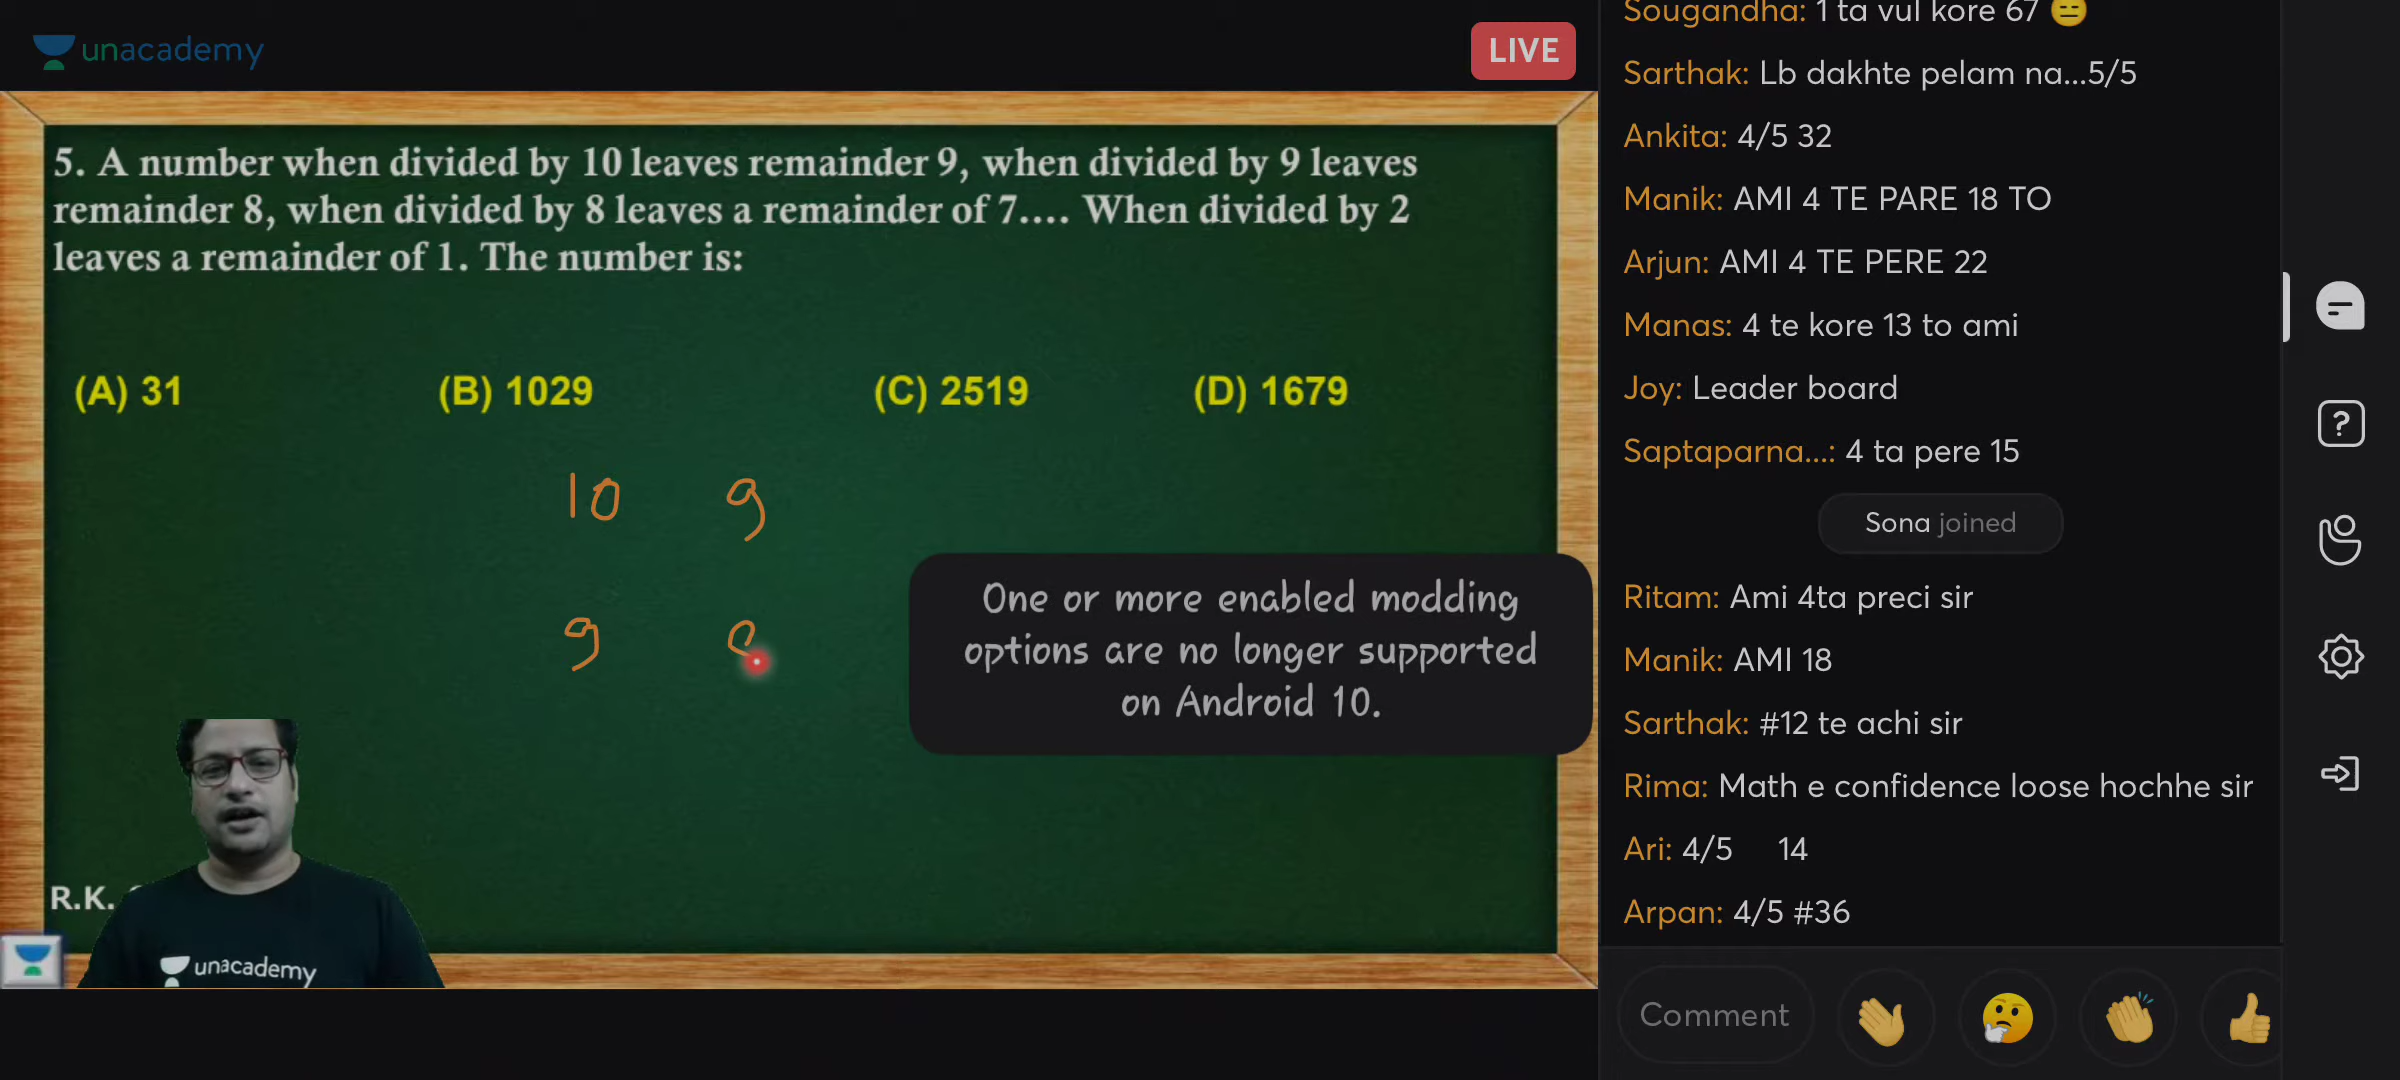 unacademy
LIVE
5. A number when divided by 10 leaves remainder 9, when divided by 9 leaves
remainder 8, when divided by 8 leaves a remainder of 7.... When divided by 2
leaves a remainder of 1. The number is:
(A) 31 (B) 1029 (C) 2519 (D) 1679
10 9
9
One or more enabled modding
options are no longer supported
on Android 10.
R.K.
unacademy
Sougandha: 1 ta vul kore 67 😑
Sarthak: Lb dakhte pelam na...5/5
Ankita: 4/5 32
Manik: AMI 4 TE PARE 18 TO
Arjun: AMI 4 TE PERE 22
Manas: 4 te kore 13 to ami
Joy: Leader board
Saptaparna...: 4 ta pere 15
Sona joined
Ritam: Ami 4ta preci sir
Manik: AMI 18
Sarthak: #12 te achi sir
Rima: Math e confidence loose hochhe sir
Ari: 4/5 14
Arpan: 4/5 #36
Comment